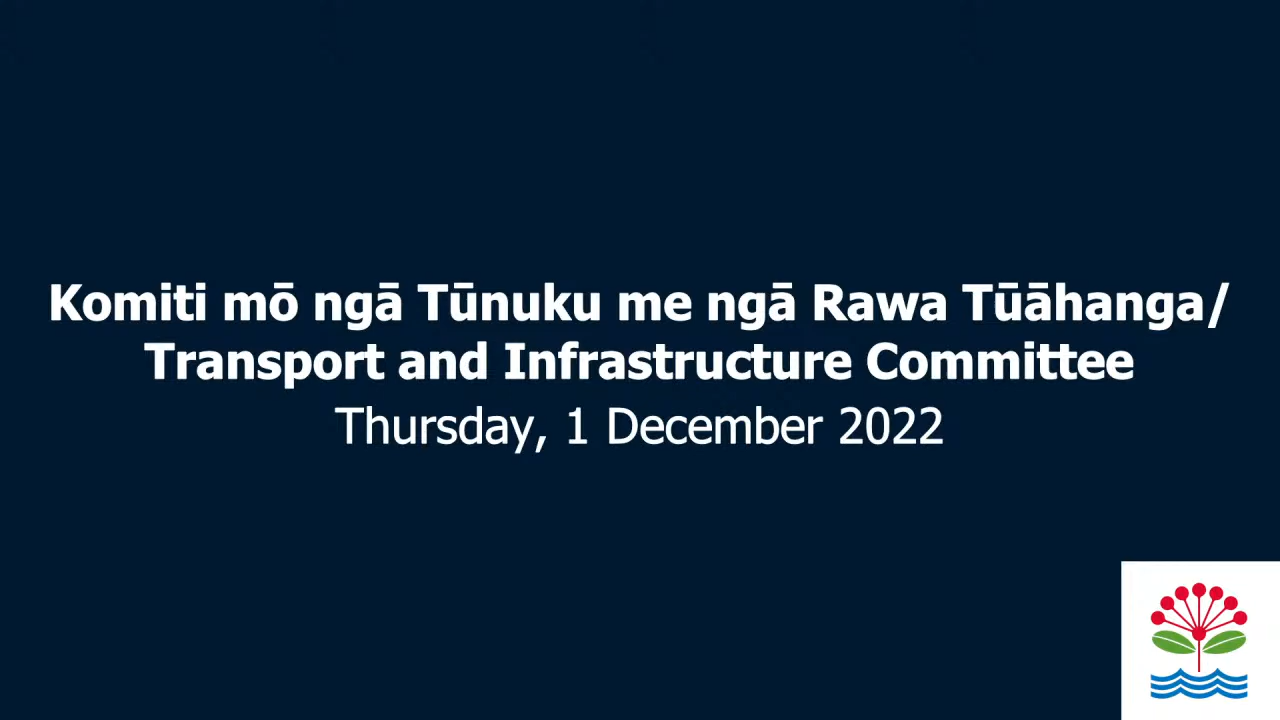 Komiti mō ngā Tūnuku me ngā Rawa Tūāhanga/
Transport and Infrastructure Committee
Thursday, 1 December 2022